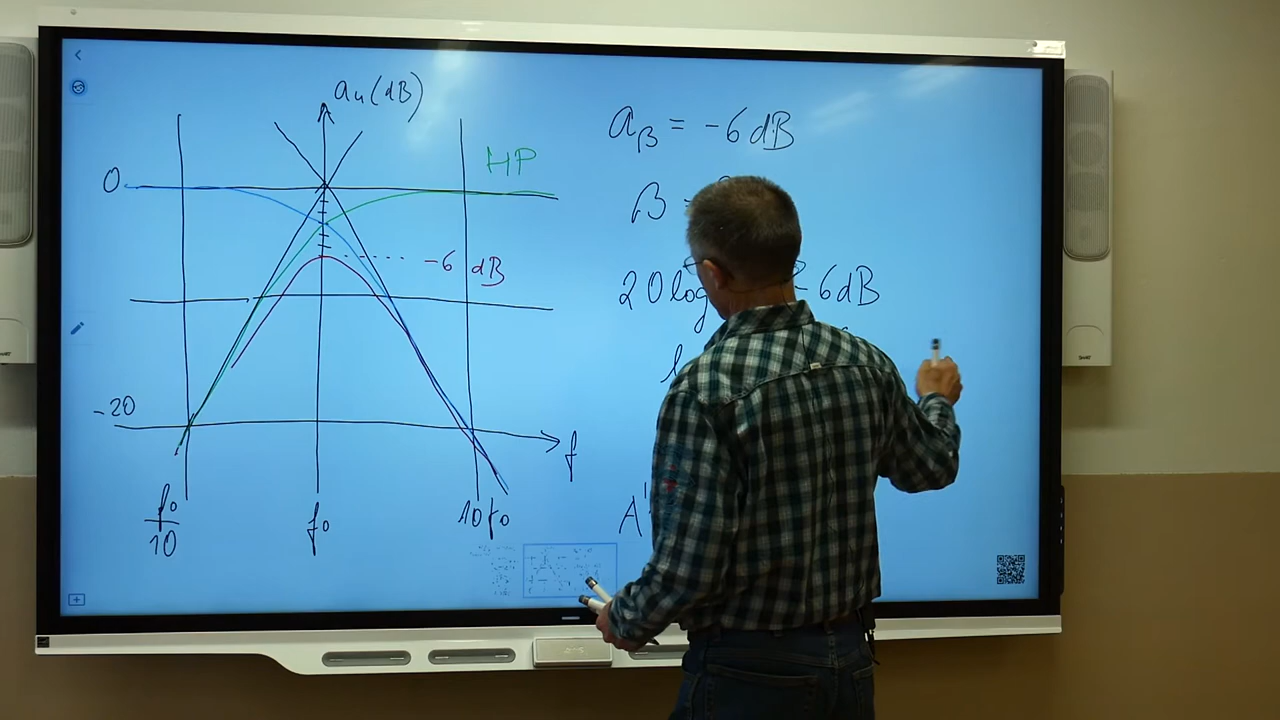 au(dB)
HP
0
-6 dB
-20
f
f0
10
f0
10f0
aβ = -6dB
β =
20log
6dB
A'